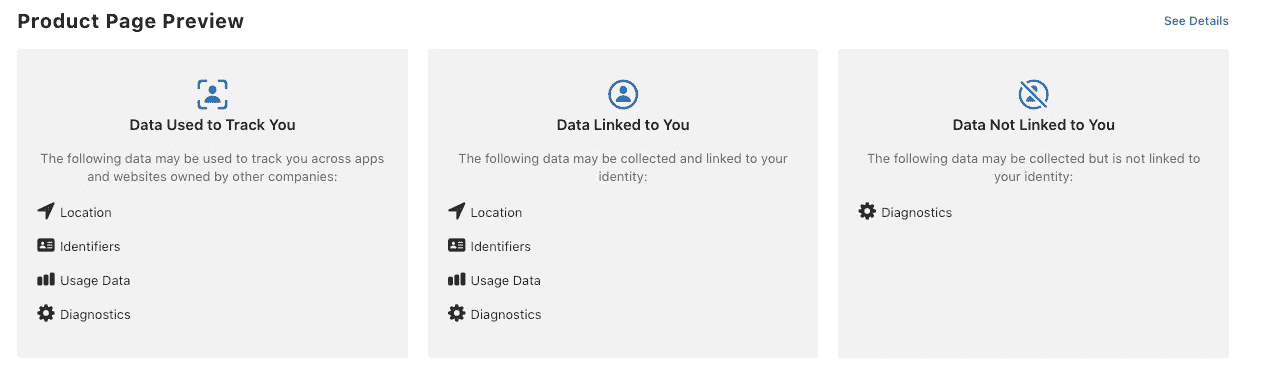 Product Page Preview
See Details
Data Used to Track You
The following data may be used to track you across apps
and websites owned by other companies:
Location
Identifiers
Usage Data
Diagnostics
Data Linked to You
The following data may be collected and linked to your
identity:
Location
Identifiers
Usage Data
Diagnostics
Data Not Linked to You
The following data may be collected but is not linked to
your identity:
Diagnostics